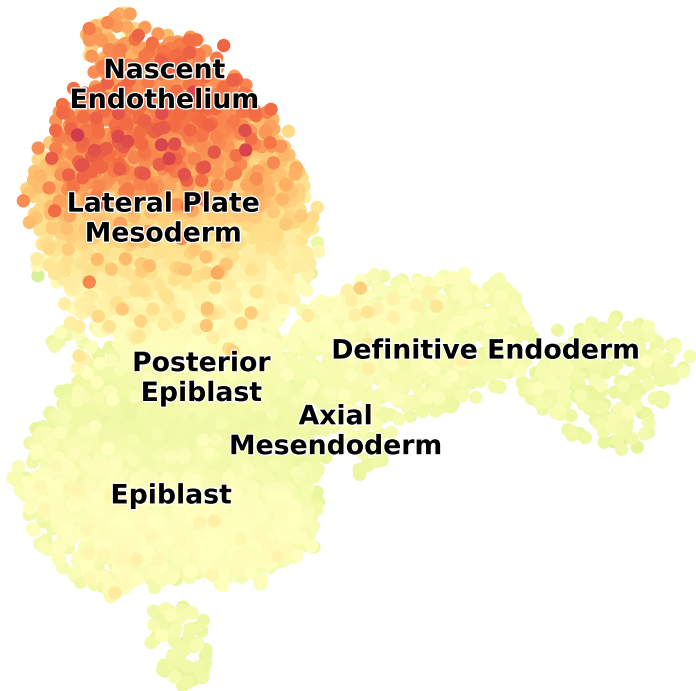 Nascent
Endothelium
Lateral Plate
Mesoderm
Definitive Endoderm
Posterior
Epiblast
Axial
Mesendoderm
Epiblast